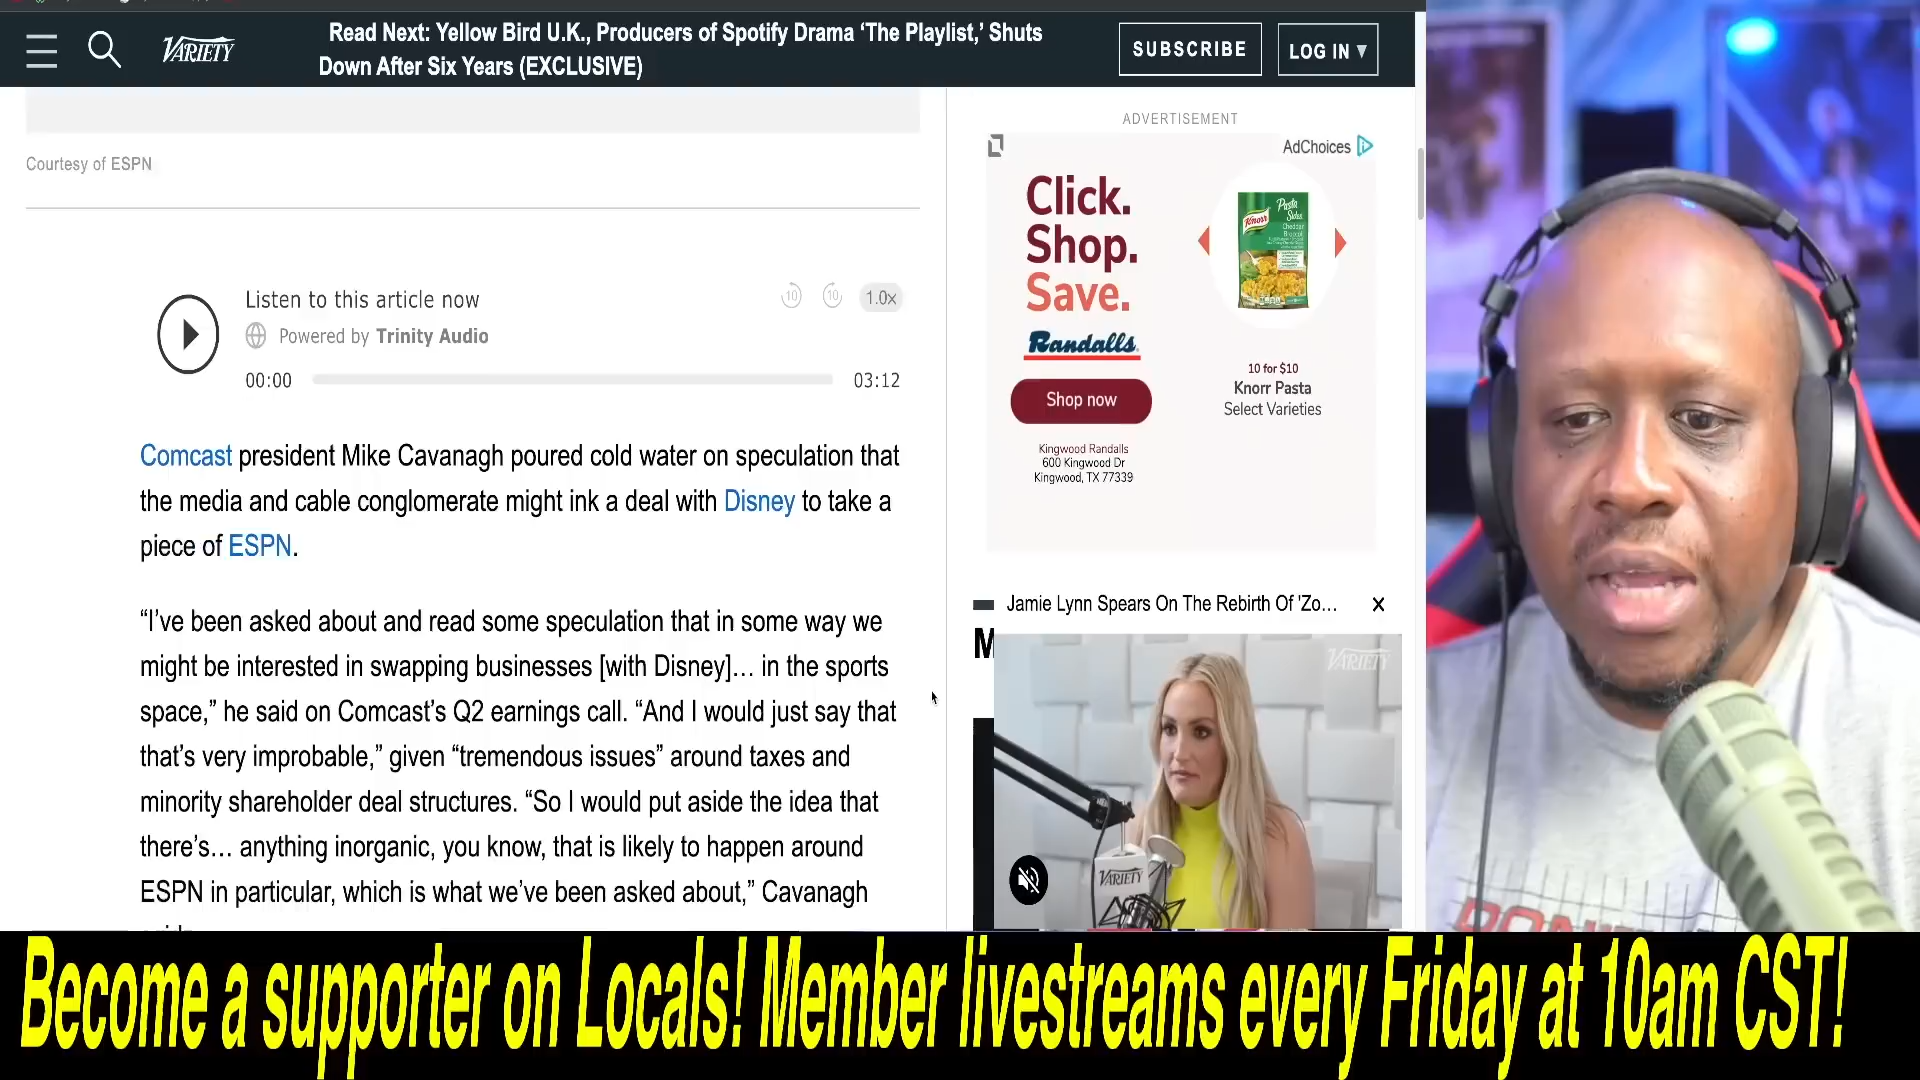 VARIETY
Read Next: Yellow Bird U.K., Producers of Spotify Drama ‘The Playlist,’ Shuts
Down After Six Years (EXCLUSIVE)
SUBSCRIBE
LOG IN ▼
Courtesy of ESPN
Listen to this article now
10
10
1.0x
Powered by Trinity Audio
00:00
03:12
Comcast president Mike Cavanagh poured cold water on speculation that
the media and cable conglomerate might ink a deal with Disney to take a
piece of ESPN.
“I’ve been asked about and read some speculation that in some way we
might be interested in swapping businesses [with Disney]… in the sports
space,” he said on Comcast’s Q2 earnings call. “And I would just say that
that’s very improbable,” given “tremendous issues” around taxes and
minority shareholder deal structures. “So I would put aside the idea that
there’s… anything inorganic, you know, that is likely to happen around
ESPN in particular, which is what we’ve been asked about,” Cavanagh
ADVERTISEMENT
AdChoices
Click.
Shop.
Save.
Randalls
Shop now
Kingwood Randalls
600 Kingwood Dr
Kingwood, TX 77339
Knorr
Pasta
Sides
Cheddar
Broccoli
10 for $10
Knorr Pasta
Select Varieties
Jamie Lynn Spears On The Rebirth Of 'Zo...
M
VARIETY
VARIETY
Become a supporter on Locals! Member livestreams every Friday at 10am CST!